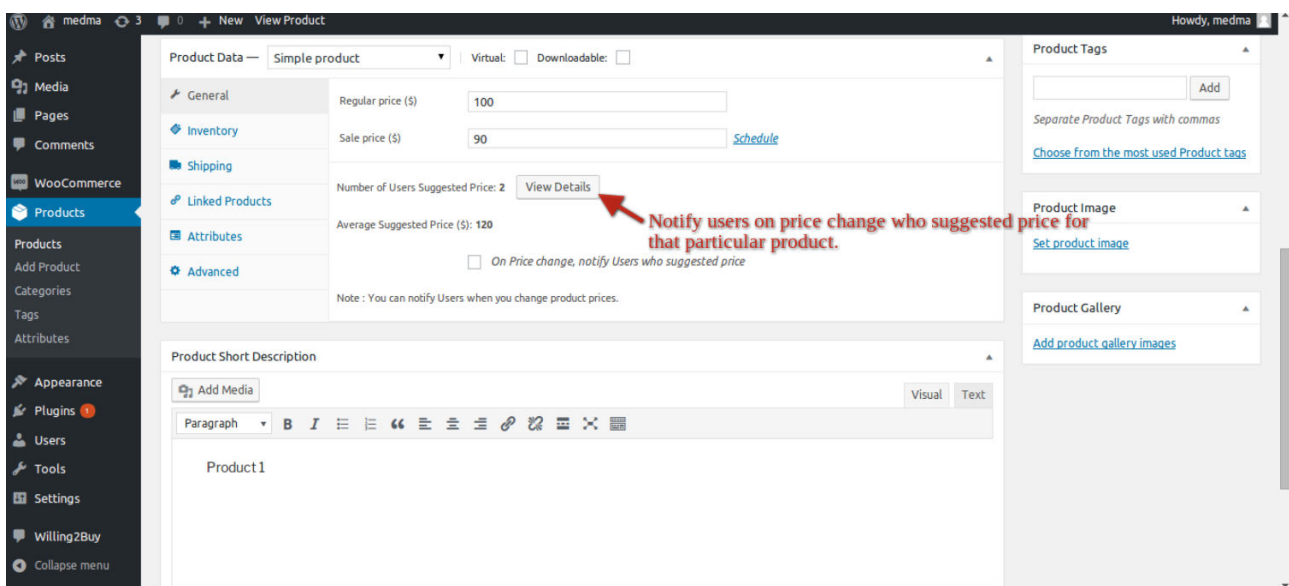 medma 3 0 + New View Product Howdy, medma
Posts
Media
Pages
Comments
WooCommerce
Products
Products
Add Product
Categories
Tags
Attributes
Appearance
Plugins 1
Users
Tools
Settings
Willing2Buy
Collapse menu
Product Data — Simple product Virtual: Downloadable:
General
Inventory
Shipping
Linked Products
Attributes
Advanced
Regular price ($) 100
Sale price ($) 90 Schedule
Number of Users Suggested Price: 2 View Details
Average Suggested Price ($): 120
Notify users on price change who suggested price for
that particular product.
On Price change, notify Users who suggested price
Note : You can notify Users when you change product prices.
Product Short Description
Add Media Visual Text
Paragraph B I
Product 1
Product Tags
Add
Separate Product Tags with commas
Choose from the most used Product tags
Product Image
Set product image
Product Gallery
Add product gallery images